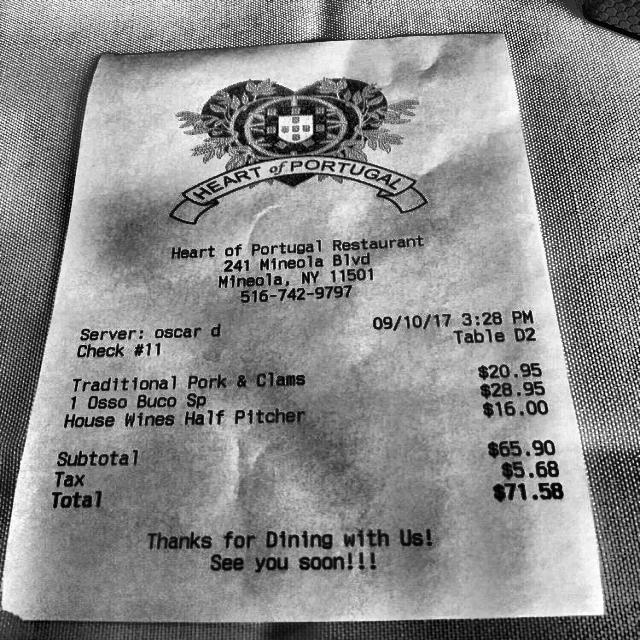 HEART of PORTUGAL
Heart of Portugal Restaurant
241 Mineola Blvd
Mineola, NY 11501
516-742-9797
Server: oscar d 09/10/17 3:28 PM
Check #11 Table D2
Traditional Pork & Clams $20.95
1 Osso Buco Sp $28.95
House Wines Half Pitcher $16.00
Subtotal $65.90
Tax $5.68
Total $71.58
Thanks for Dining with Us!
See you soon!!!